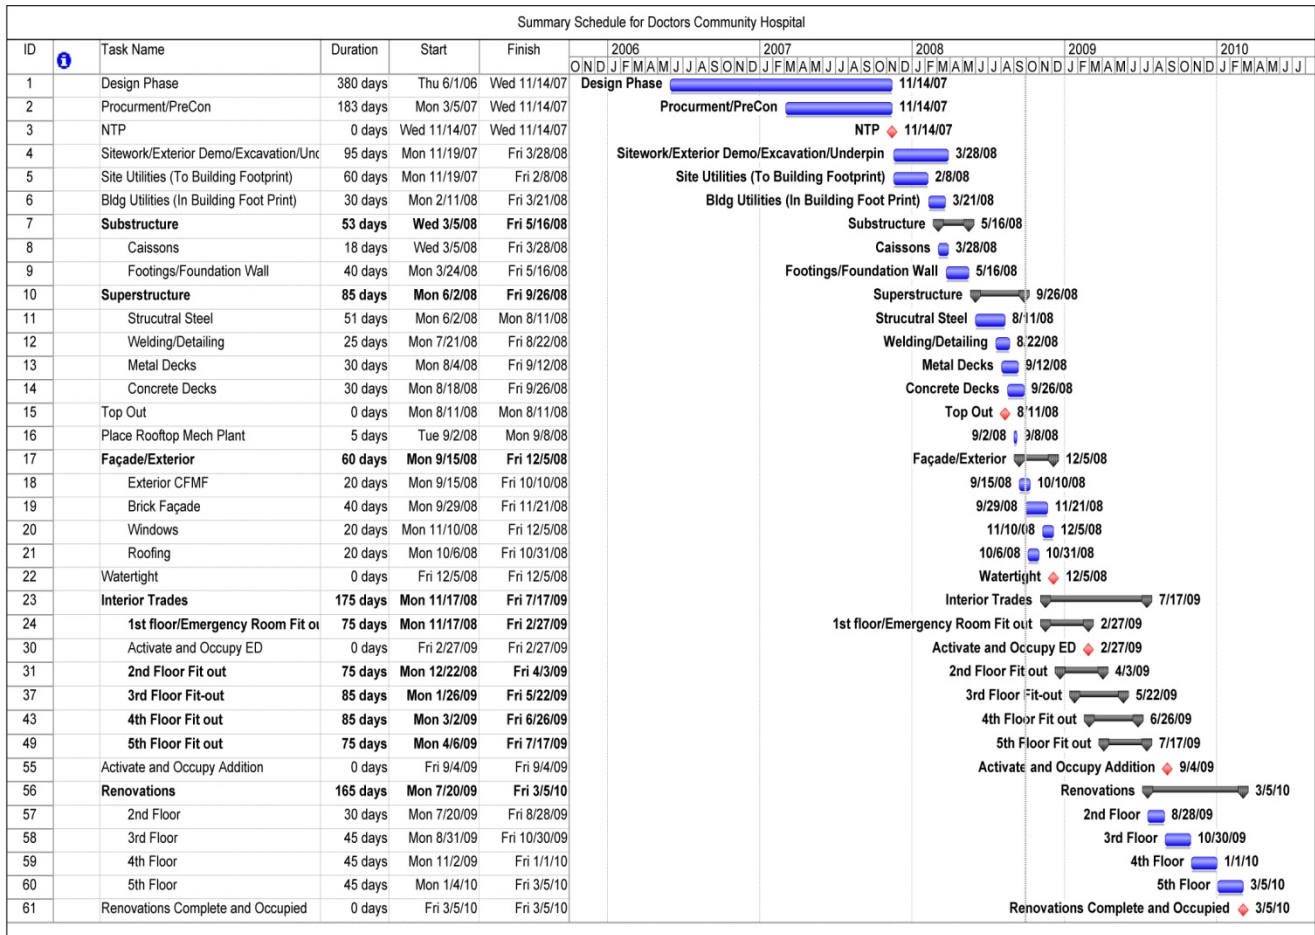 Summary Schedule for Doctors Community Hospital
ID Task Name Duration Start Finish 2006 2007 2008 2009 2010
O N D J F M A M J J A S O N D J F M A M J J A S O N D J F M A M J J A S O N D J F M A M J J A S O N D J F M A M J J
1 Design Phase 380 days Thu 6/1/06 Wed 11/14/07 Design Phase 11/14/07
2 Procurment/PreCon 183 days Mon 3/5/07 Wed 11/14/07 Procurment/PreCon 11/14/07
3 NTP 0 days Wed 11/14/07 Wed 11/14/07 NTP 11/14/07
4 Sitework/Exterior Demo/Excavation/Und 95 days Mon 11/19/07 Fri 3/28/08 Sitework/Exterior Demo/Excavation/Underpin 3/28/08
5 Site Utilities (To Building Footprint) 60 days Mon 11/19/07 Fri 2/8/08 Site Utilities (To Building Footprint) 2/8/08
6 Bldg Utilities (In Building Foot Print) 30 days Mon 2/11/08 Fri 3/21/08 Bldg Utilities (In Building Foot Print) 3/21/08
7 Substructure 53 days Wed 3/5/08 Fri 5/16/08 Substructure 5/16/08
8 Caissons 18 days Wed 3/5/08 Fri 3/28/08 Caissons 3/28/08
9 Footings/Foundation Wall 40 days Mon 3/24/08 Fri 5/16/08 Footings/Foundation Wall 5/16/08
10 Superstructure 85 days Mon 6/2/08 Fri 9/26/08 Superstructure 9/26/08
11 Strucutral Steel 51 days Mon 6/2/08 Mon 8/11/08 Strucutral Steel 8/11/08
12 Welding/Detailing 25 days Mon 7/21/08 Fri 8/22/08 Welding/Detailing 8/22/08
13 Metal Decks 30 days Mon 8/4/08 Fri 9/12/08 Metal Decks 9/12/08
14 Concrete Decks 30 days Mon 8/18/08 Fri 9/26/08 Concrete Decks 9/26/08
15 Top Out 0 days Mon 8/11/08 Mon 8/11/08 Top Out 8/11/08
16 Place Rooftop Mech Plant 5 days Tue 9/2/08 Mon 9/8/08 9/2/08 9/8/08
17 Façade/Exterior 60 days Mon 9/15/08 Fri 12/5/08 Façade/Exterior 12/5/08
18 Exterior CFMF 20 days Mon 9/15/08 Fri 10/10/08 9/15/08 10/10/08
19 Brick Façade 40 days Mon 9/29/08 Fri 11/21/08 9/29/08 11/21/08
20 Windows 20 days Mon 11/10/08 Fri 12/5/08 11/10/08 12/5/08
21 Roofing 20 days Mon 10/6/08 Fri 10/31/08 10/6/08 10/31/08
22 Watertight 0 days Fri 12/5/08 Fri 12/5/08 Watertight 12/5/08
23 Interior Trades 175 days Mon 11/17/08 Fri 7/17/09 Interior Trades 7/17/09
24 1st floor/Emergency Room Fit ou 75 days Mon 11/17/08 Fri 2/27/09 1st floor/Emergency Room Fit out 2/27/09
30 Activate and Occupy ED 0 days Fri 2/27/09 Fri 2/27/09 Activate and Occupy ED 2/27/09
31 2nd Floor Fit out 75 days Mon 12/22/08 Fri 4/3/09 2nd Floor Fit out 4/3/09
37 3rd Floor Fit-out 85 days Mon 1/26/09 Fri 5/22/09 3rd Floor Fit-out 5/22/09
43 4th Floor Fit out 85 days Mon 3/2/09 Fri 6/26/09 4th Floor Fit out 6/26/09
49 5th Floor Fit out 75 days Mon 4/6/09 Fri 7/17/09 5th Floor Fit out 7/17/09
55 Activate and Occupy Addition 0 days Fri 9/4/09 Fri 9/4/09 Activate and Occupy Addition 9/4/09
56 Renovations 165 days Mon 7/20/09 Fri 3/5/10 Renovations 3/5/10
57 2nd Floor 30 days Mon 7/20/09 Fri 8/28/09 2nd Floor 8/28/09
58 3rd Floor 45 days Mon 8/31/09 Fri 10/30/09 3rd Floor 10/30/09
59 4th Floor 45 days Mon 11/2/09 Fri 1/1/10 4th Floor 1/1/10
60 5th Floor 45 days Mon 1/4/10 Fri 3/5/10 5th Floor 3/5/10
61 Renovations Complete and Occupied 0 days Fri 3/5/10 Fri 3/5/10 Renovations Complete and Occupied 3/5/10